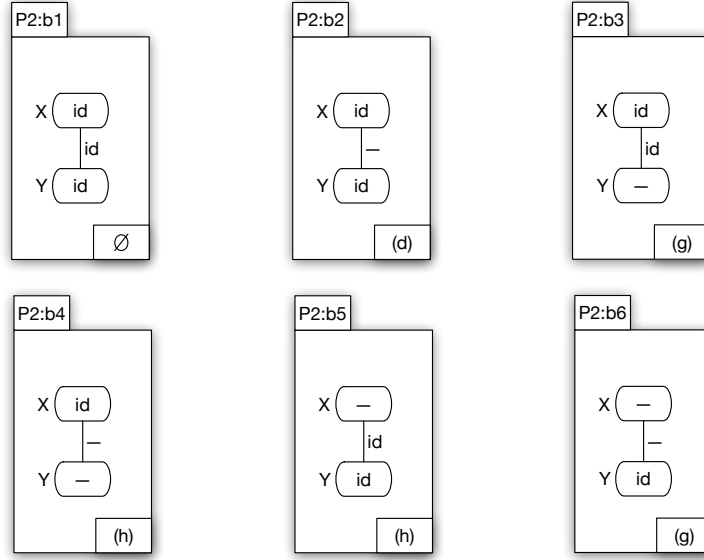 P2:b1
X id
id
Y id
∅
P2:b2
X id
—
Y id
(d)
P2:b3
X id
id
Y —
(g)
P2:b4
X id
—
Y —
(h)
P2:b5
X —
id
Y id
(h)
P2:b6
X —
—
Y id
(g)